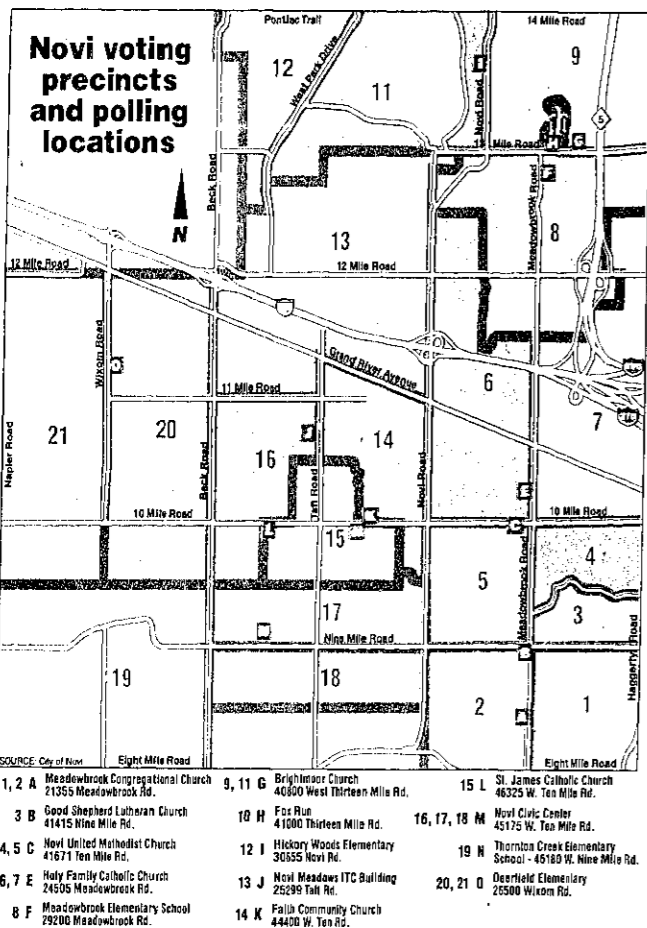 Novi voting
precincts
and polling
locations
N
Pontiac Trail
14 Mile Road
12
West Park Drive
11
Novi Road
9
5
13 Mile Road
Beck Road
Meadowbrook Road
8
13
12 Mile Road
12 Mile Road
Wixom Road
Grand River Avenue
6
11 Mile Road
7
21
20
16
14
Napier Road
Beck Road
Taft Road
Novi Road
10 Mile Road
10 Mile Road
15
4
5
Meadowbrook Road
17
3
Nine Mile Road
Haggerty Road
19
18
2
1
SOURCE: City of Novi
Eight Mile Road
Eight Mile Road
1, 2 A Meadowbrook Congregational Church
21355 Meadowbrook Rd.
3 B Good Shepherd Lutheran Church
41415 Nine Mile Rd.
4, 5 C Novi United Methodist Church
41671 Ten Mile Rd.
6, 7 E Holy Family Catholic Church
24505 Meadowbrook Rd.
8 F Meadowbrook Elementary School
29200 Meadowbrook Rd.
9, 11 G Brightmoor Church
40800 West Thirteen Mile Rd.
10 H Fox Run
41000 Thirteen Mile Rd.
12 I Hickory Woods Elementary
30655 Novi Rd.
13 J Novi Meadows ITC Building
25299 Taft Rd.
14 K Faith Community Church
44400 W. Ten Rd.
15 L St. James Catholic Church
46325 W. Ten Mile Rd.
16, 17, 18 M Novi Civic Center
45175 W. Ten Mile Rd.
19 N Thornton Creek Elementary
School - 46180 W. Nine Mile Rd.
20, 21 O Deerfield Elementary
26500 Wixom Rd.